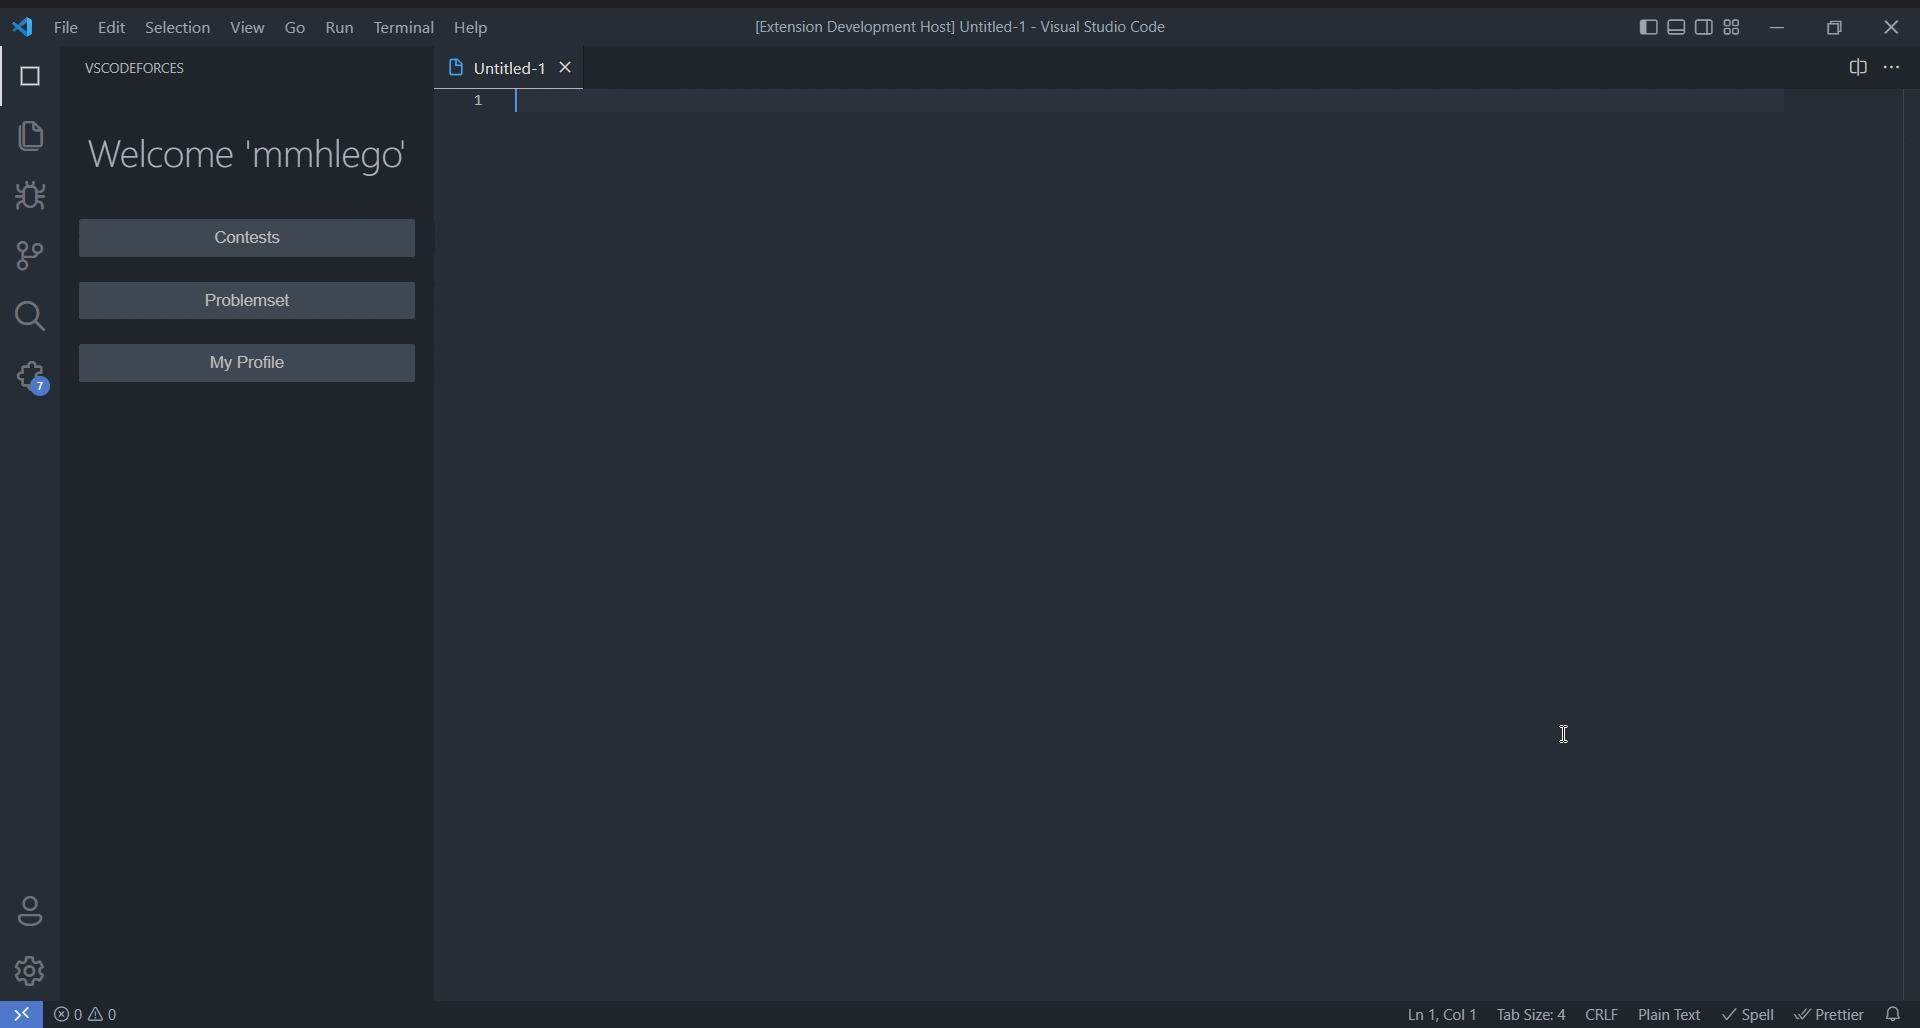 File Edit Selection View Go Run Terminal Help [Extension Development Host] Untitled-1 - Visual Studio Code
VSCODEFORCES Untitled-1
1
Welcome 'mmhlego'
Contests
Problemset
My Profile
7
0 0 Ln 1, Col 1 Tab Size: 4 CRLF Plain Text Spell Prettier